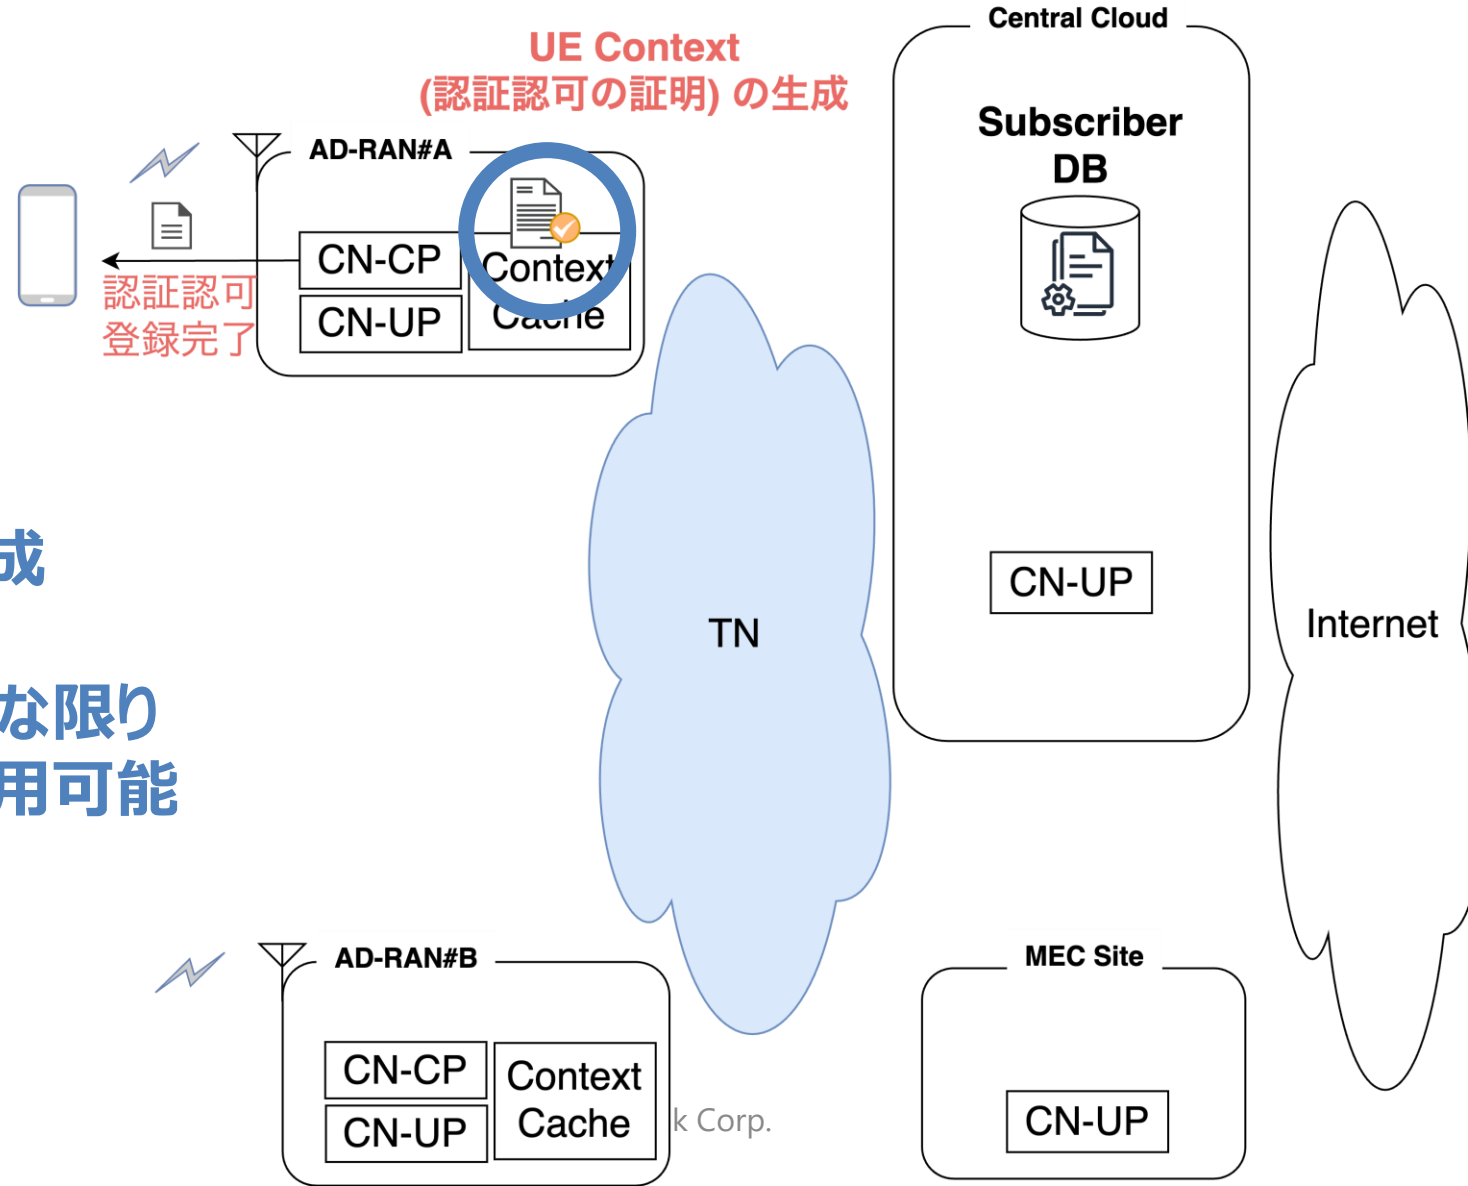 Central Cloud
UE Context
(認証認可の証明) の生成
Subscriber
DB
AD-RAN#A
CN-CP
Context
Cache
CN-UP
認証認可
登録完了
成
CN-UP
TN
Internet
な限り
用可能
AD-RAN#B
MEC Site
CN-CP
Context
Cache
CN-UP
k Corp.
CN-UP